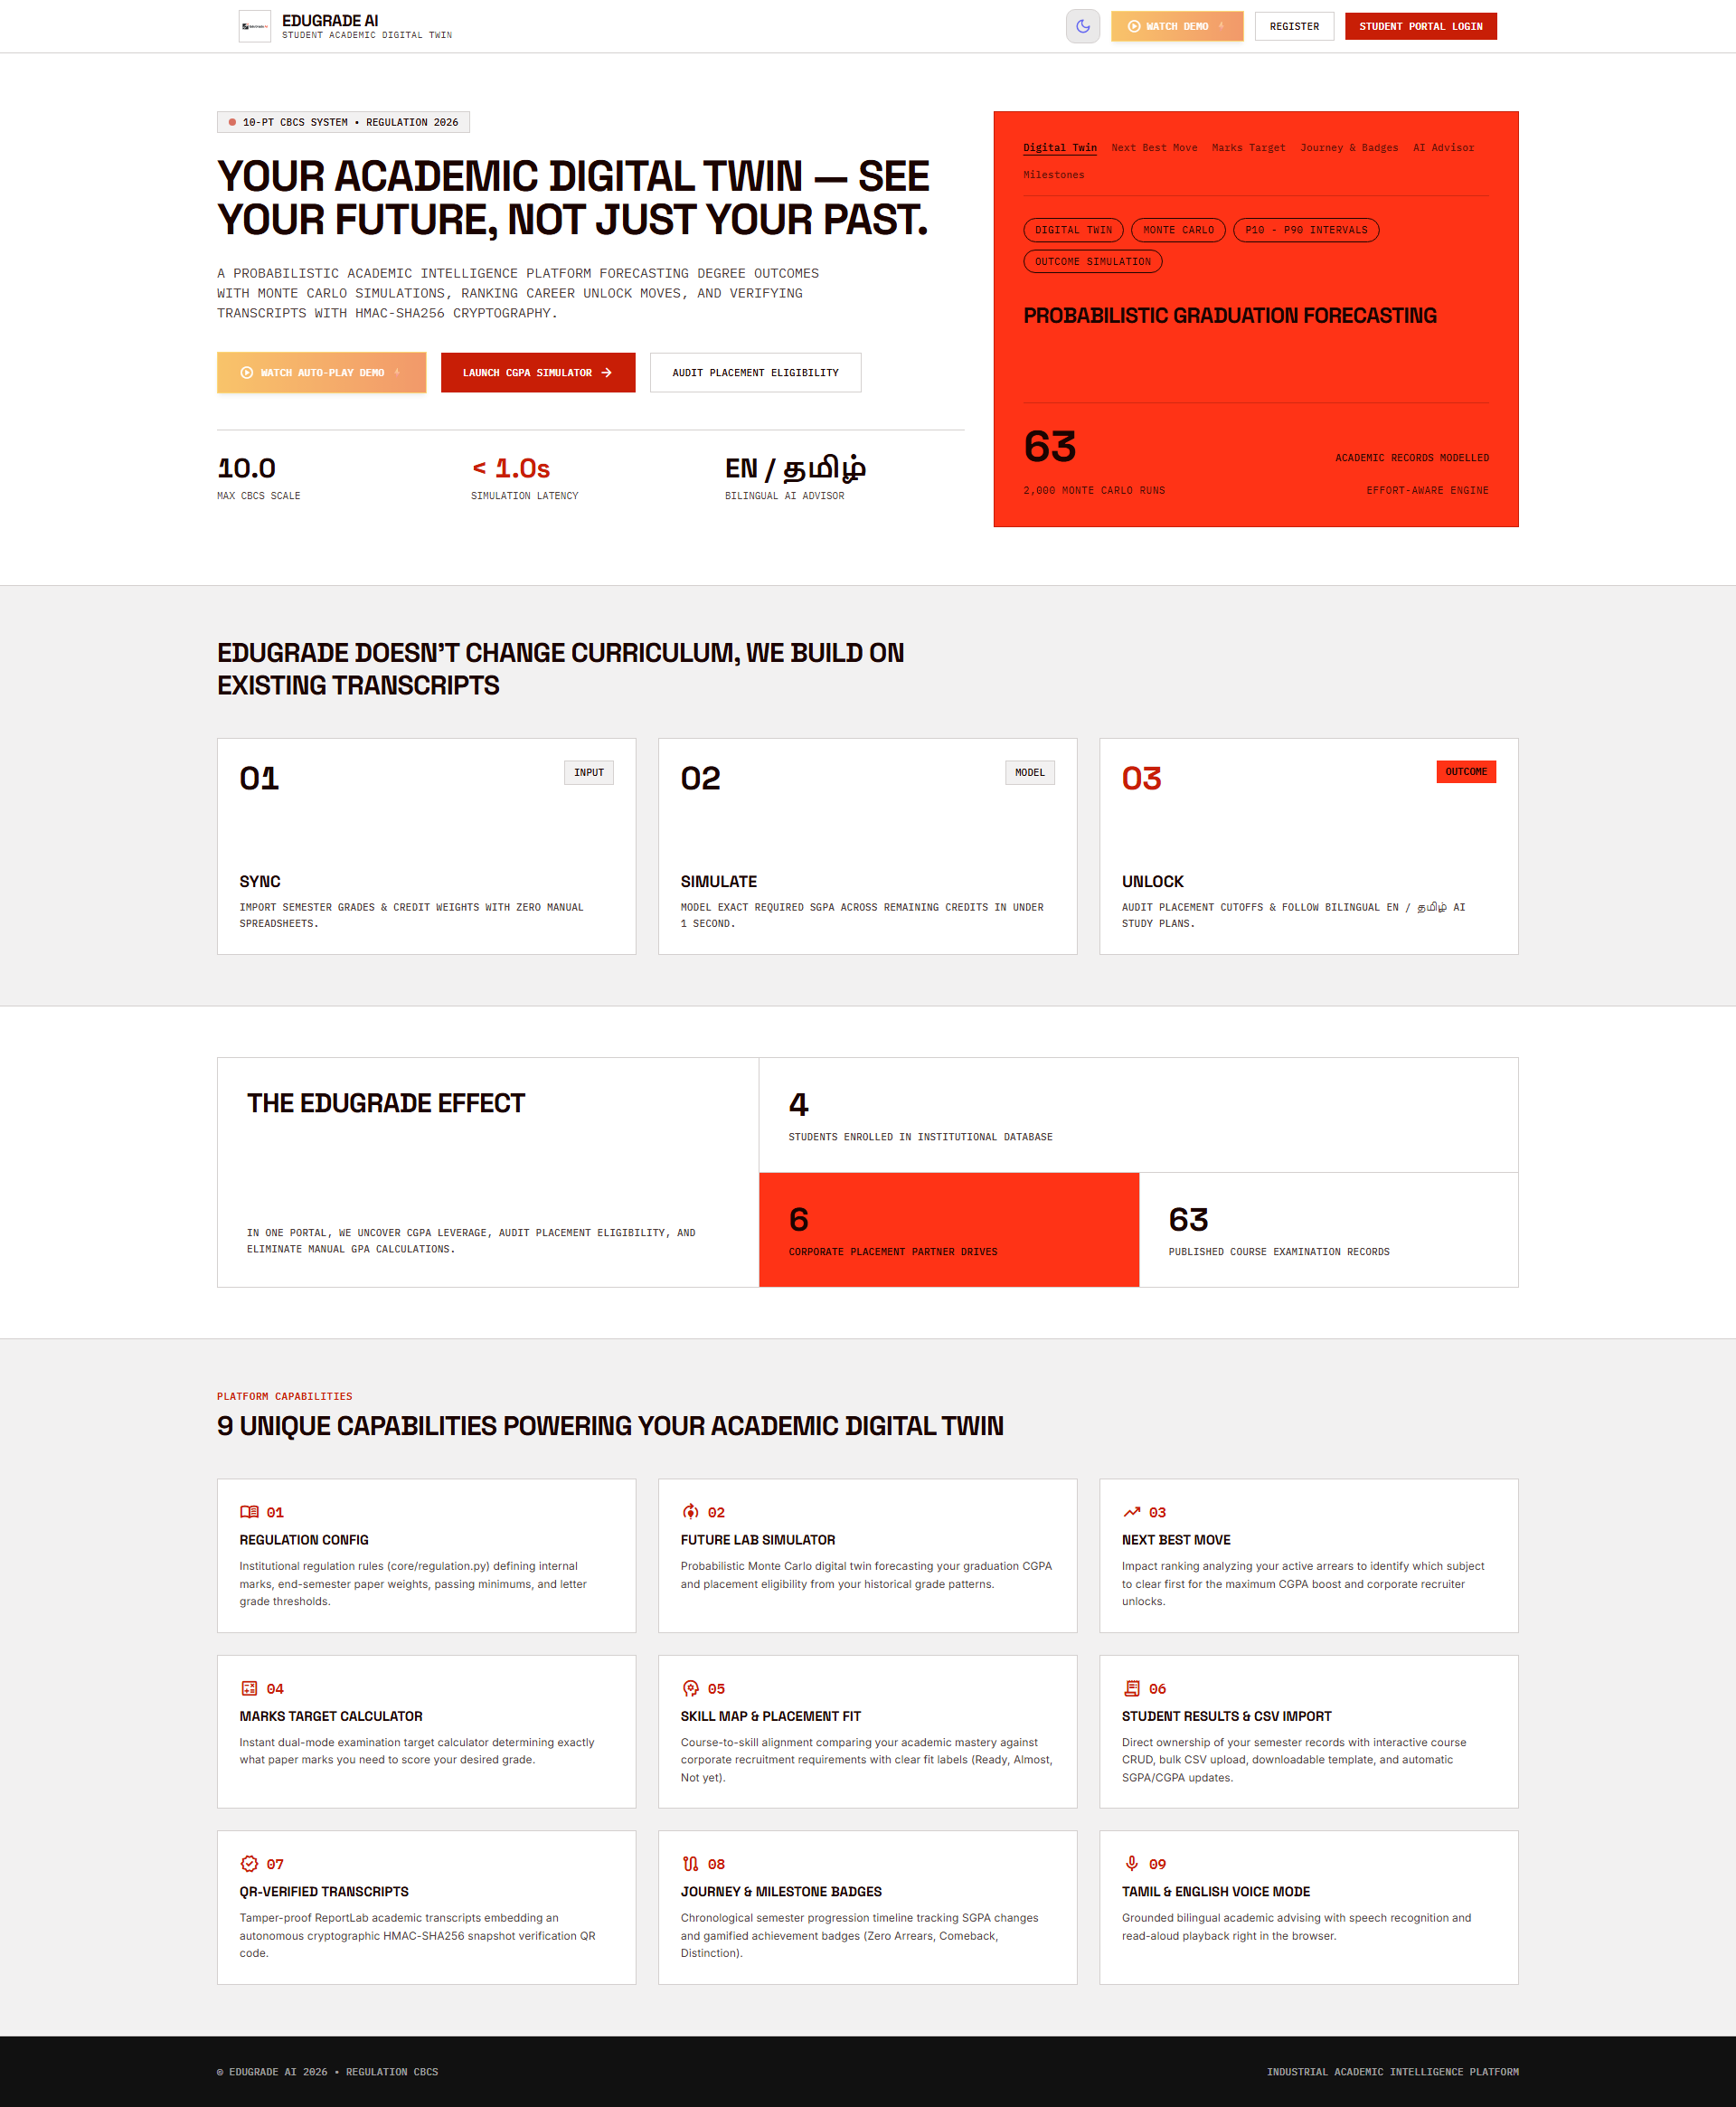 EDUGRADE AI
STUDENT ACADEMIC DIGITAL TWIN
WATCH DEMO
REGISTER
STUDENT PORTAL LOGIN
10-PT CBCS SYSTEM • REGULATION 2026
YOUR ACADEMIC DIGITAL TWIN — SEE
YOUR FUTURE, NOT JUST YOUR PAST.
A PROBABILISTIC ACADEMIC INTELLIGENCE PLATFORM FORECASTING DEGREE OUTCOMES
WITH MONTE CARLO SIMULATIONS, RANKING CAREER UNLOCK MOVES, AND VERIFYING
TRANSCRIPTS WITH HMAC-SHA256 CRYPTOGRAPHY.
WATCH AUTO-PLAY DEMO
LAUNCH CGPA SIMULATOR →
AUDIT PLACEMENT ELIGIBILITY
10.0
MAX CBCS SCALE
< 1.0s
SIMULATION LATENCY
EN / தமிழ்
BILINGUAL AI ADVISOR
Digital Twin Next Best Move Marks Target Journey & Badges AI Advisor
Milestones
DIGITAL TWIN MONTE CARLO P10 - P90 INTERVALS
OUTCOME SIMULATION
PROBABILISTIC GRADUATION FORECASTING
63
ACADEMIC RECORDS MODELLED
2,000 MONTE CARLO RUNS
EFFORT-AWARE ENGINE
EDUGRADE DOESN'T CHANGE CURRICULUM, WE BUILD ON
EXISTING TRANSCRIPTS
01
INPUT
SYNC
IMPORT SEMESTER GRADES & CREDIT WEIGHTS WITH ZERO MANUAL
SPREADSHEETS.
02
MODEL
SIMULATE
MODEL EXACT REQUIRED SGPA ACROSS REMAINING CREDITS IN UNDER
1 SECOND.
03
OUTCOME
UNLOCK
AUDIT PLACEMENT CUTOFFS & FOLLOW BILINGUAL EN / தமிழ் AI
STUDY PLANS.
THE EDUGRADE EFFECT
IN ONE PORTAL, WE UNCOVER CGPA LEVERAGE, AUDIT PLACEMENT ELIGIBILITY, AND
ELIMINATE MANUAL GPA CALCULATIONS.
4
STUDENTS ENROLLED IN INSTITUTIONAL DATABASE
6
CORPORATE PLACEMENT PARTNER DRIVES
63
PUBLISHED COURSE EXAMINATION RECORDS
PLATFORM CAPABILITIES
9 UNIQUE CAPABILITIES POWERING YOUR ACADEMIC DIGITAL TWIN
01
REGULATION CONFIG
Institutional regulation rules (core/regulation.py) defining internal
marks, end-semester paper weights, passing minimums, and letter
grade thresholds.
02
FUTURE LAB SIMULATOR
Probabilistic Monte Carlo digital twin forecasting your graduation CGPA
and placement eligibility from your historical grade patterns.
03
NEXT BEST MOVE
Impact ranking analyzing your active arrears to identify which subject
to clear first for the maximum CGPA boost and corporate recruiter
unlocks.
04
MARKS TARGET CALCULATOR
Instant dual-mode examination target calculator determining exactly
what paper marks you need to score your desired grade.
05
SKILL MAP & PLACEMENT FIT
Course-to-skill alignment comparing your academic mastery against
corporate recruitment requirements with clear fit labels (Ready, Almost,
Not yet).
06
STUDENT RESULTS & CSV IMPORT
Direct ownership of your semester records with interactive course
CRUD, bulk CSV upload, downloadable template, and automatic
SGPA/CGPA updates.
07
QR-VERIFIED TRANSCRIPTS
Tamper-proof ReportLab academic transcripts embedding an
autonomous cryptographic HMAC-SHA256 snapshot verification QR
code.
08
JOURNEY & MILESTONE BADGES
Chronological semester progression timeline tracking SGPA changes
and gamified achievement badges (Zero Arrears, Comeback,
Distinction).
09
TAMIL & ENGLISH VOICE MODE
Grounded bilingual academic advising with speech recognition and
read-aloud playback right in the browser.
© EDUGRADE AI 2026 • REGULATION CBCS
INDUSTRIAL ACADEMIC INTELLIGENCE PLATFORM